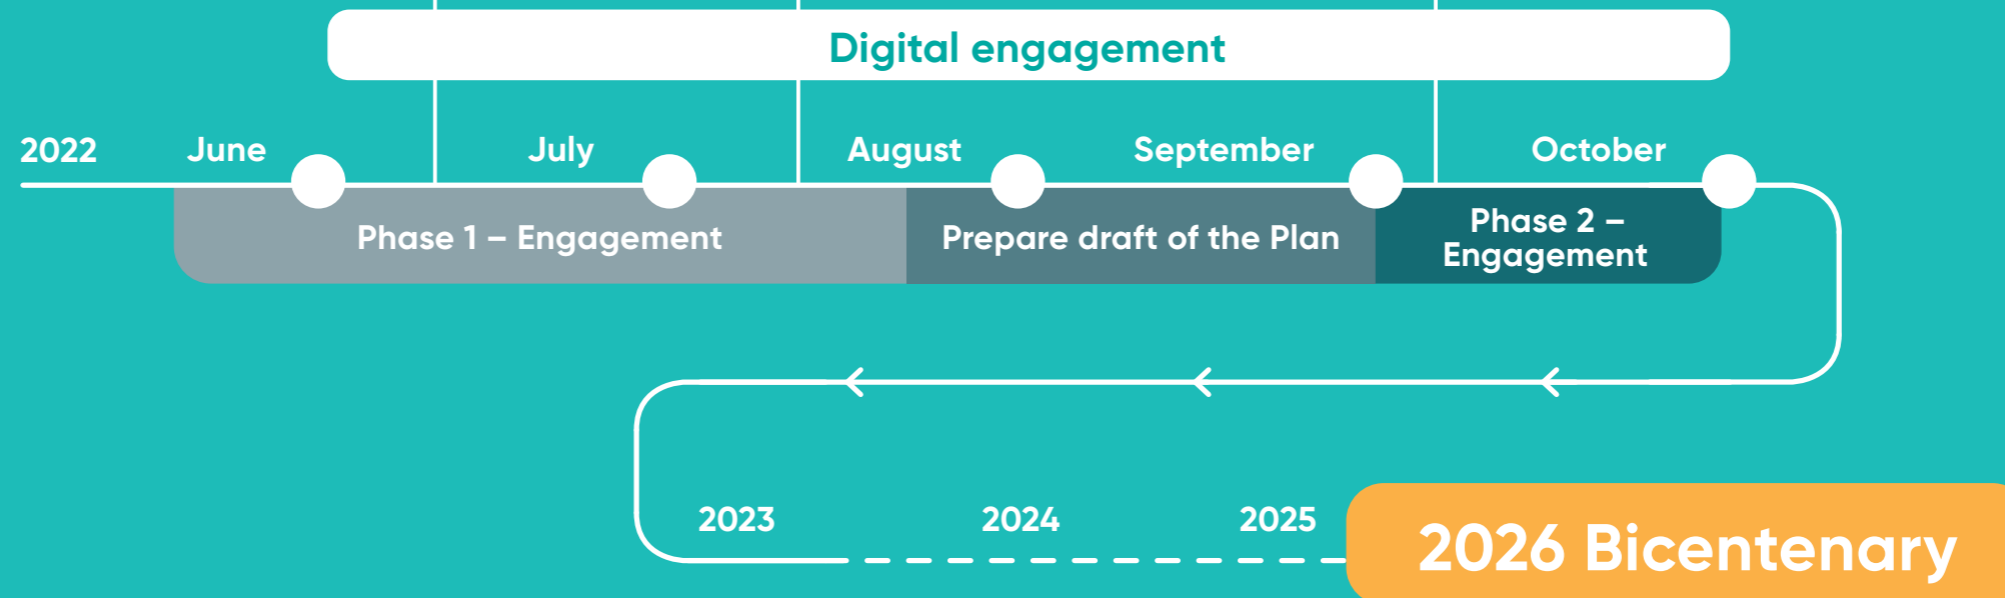 Digital engagement
2022
June
July
August
September
October
Phase 1 – Engagement
Prepare draft of the Plan
Phase 2 –
Engagement
2023
2024
2025
2026 Bicentenary